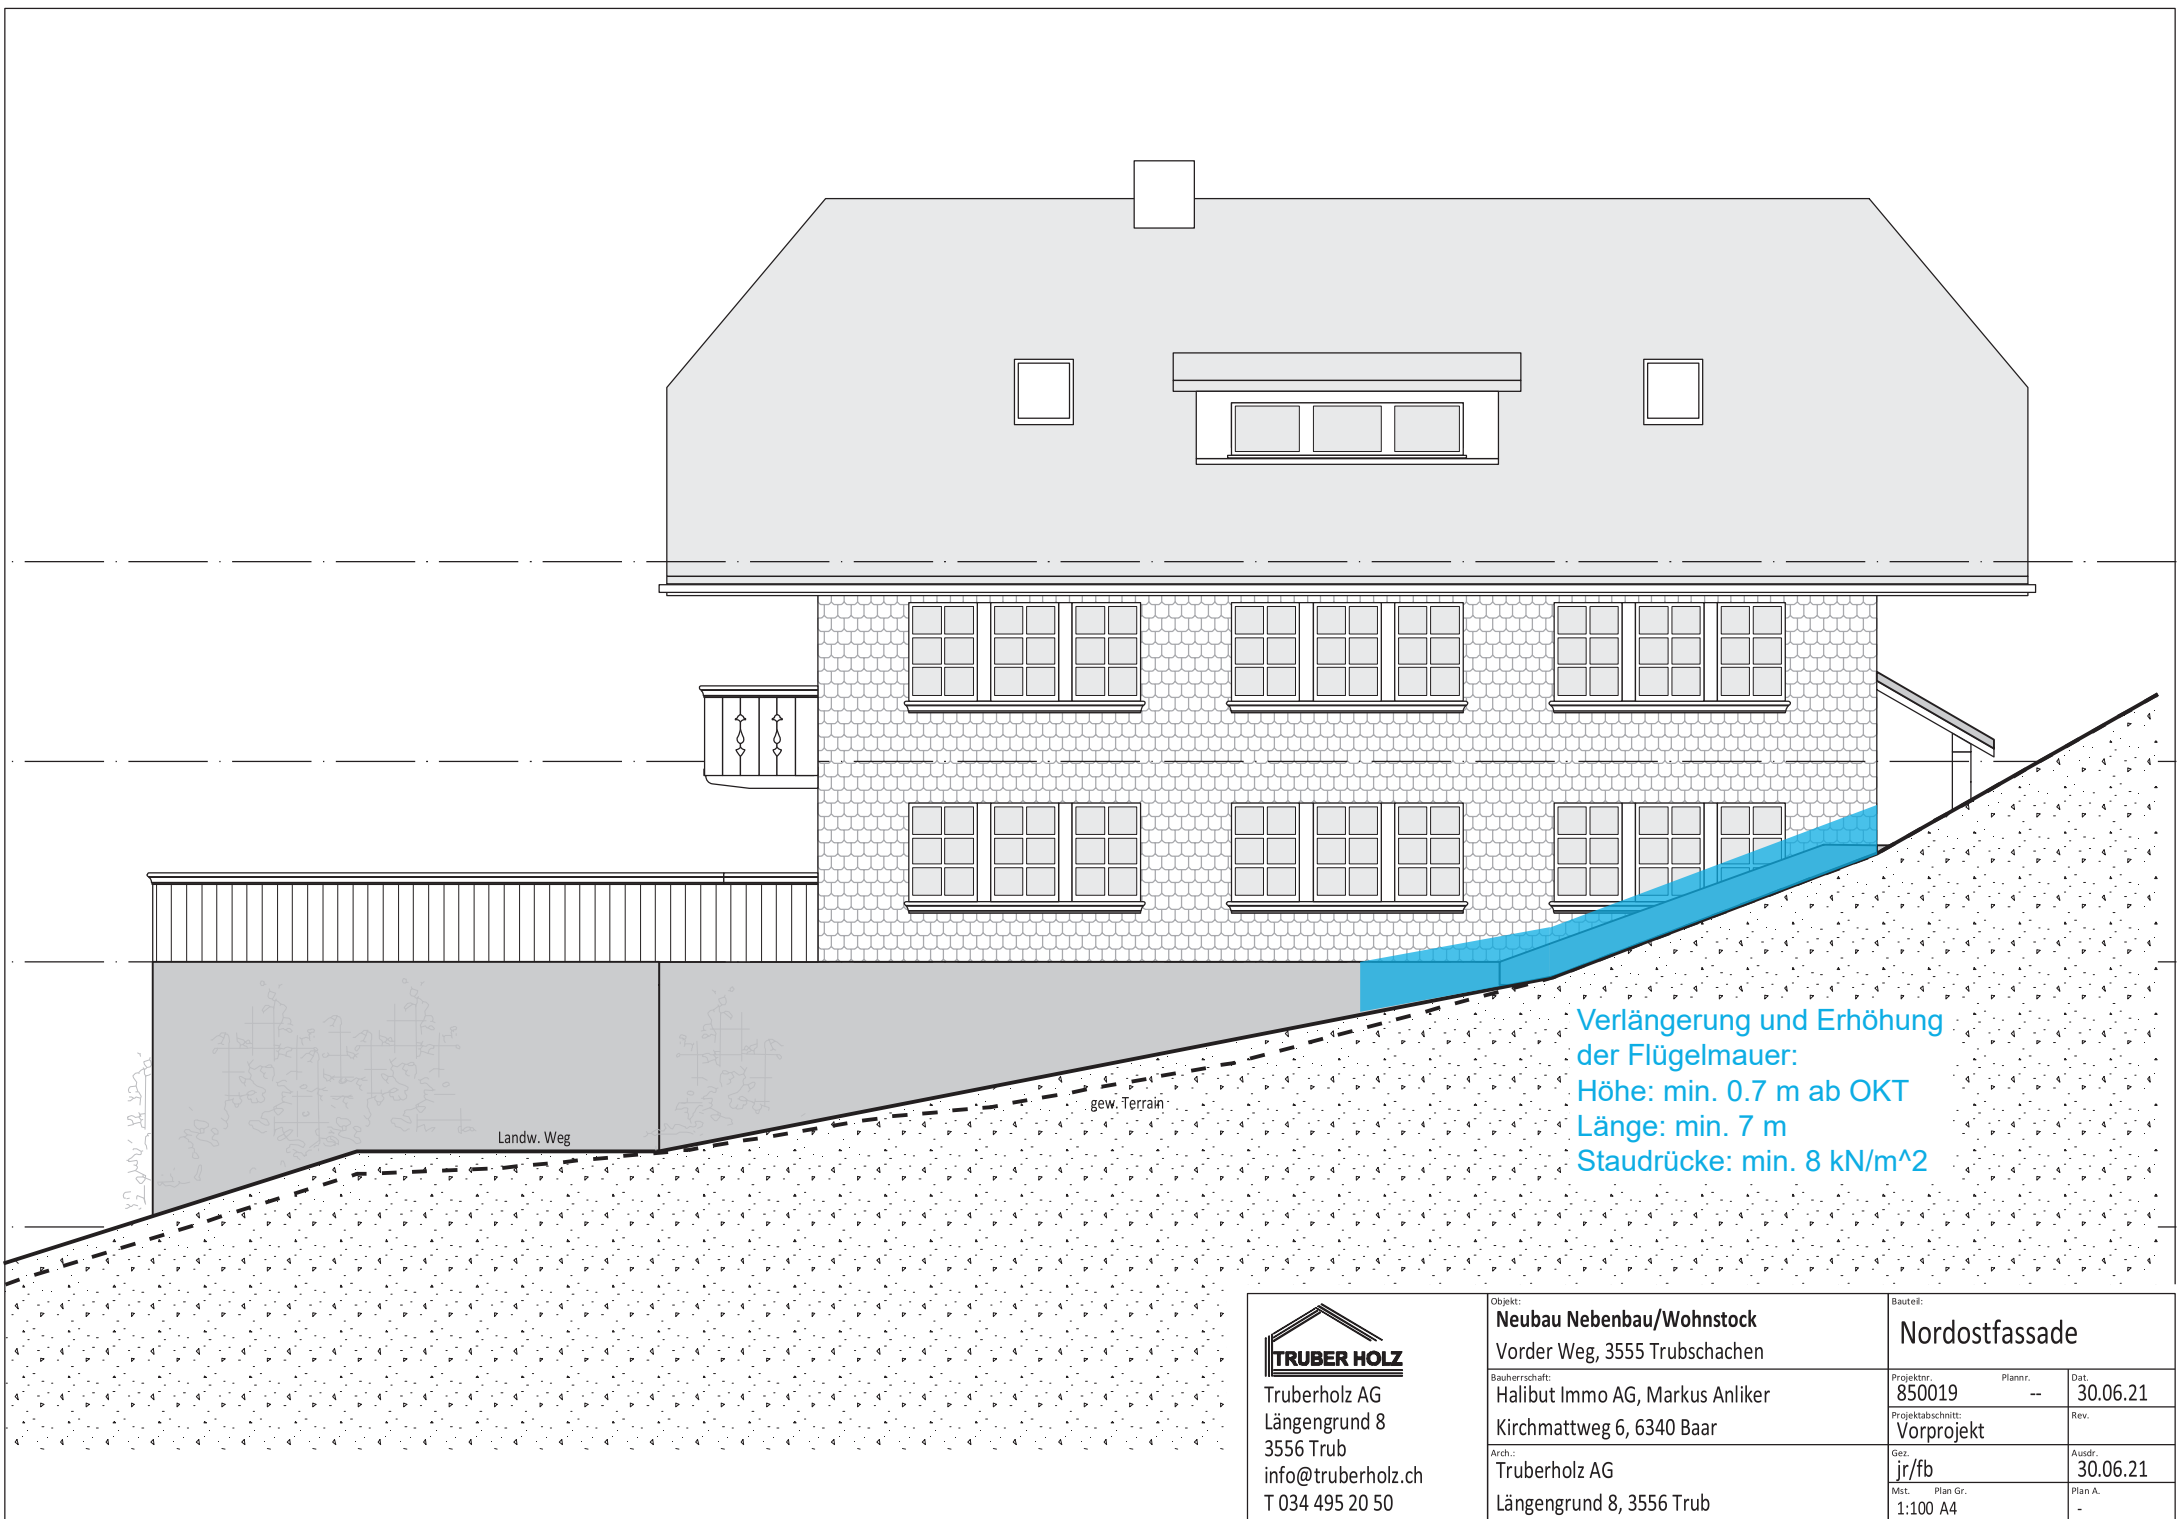 Landw. Weg
gew. Terrain
Verlängerung und Erhöhung
der Flügelmauer:
Höhe: min. 0.7 m ab OKT
Länge: min. 7 m
Staudrücke: min. 8 kN/m^2
TRUBER HOLZ
Truberholz AG
Längengrund 8
3556 Trub
info@truberholz.ch
T 034 495 20 50
Objekt:
Neubau Nebenbau/Wohnstock
Vorder Weg, 3555 Trubschachen
Bauherrschaft:
Halibut Immo AG, Markus Anliker
Kirchmattweg 6, 6340 Baar
Arch.:
Truberholz AG
Längengrund 8, 3556 Trub
Bauteil:
Nordostfassade
Projektnr. Plannr. Dat.
850019 -- 30.06.21
Projektabschnitt: Rev.
Vorprojekt
Gez. Ausdr.
jr/fb 30.06.21
Mst. Plan Gr. Plan A.
1:100 A4 -